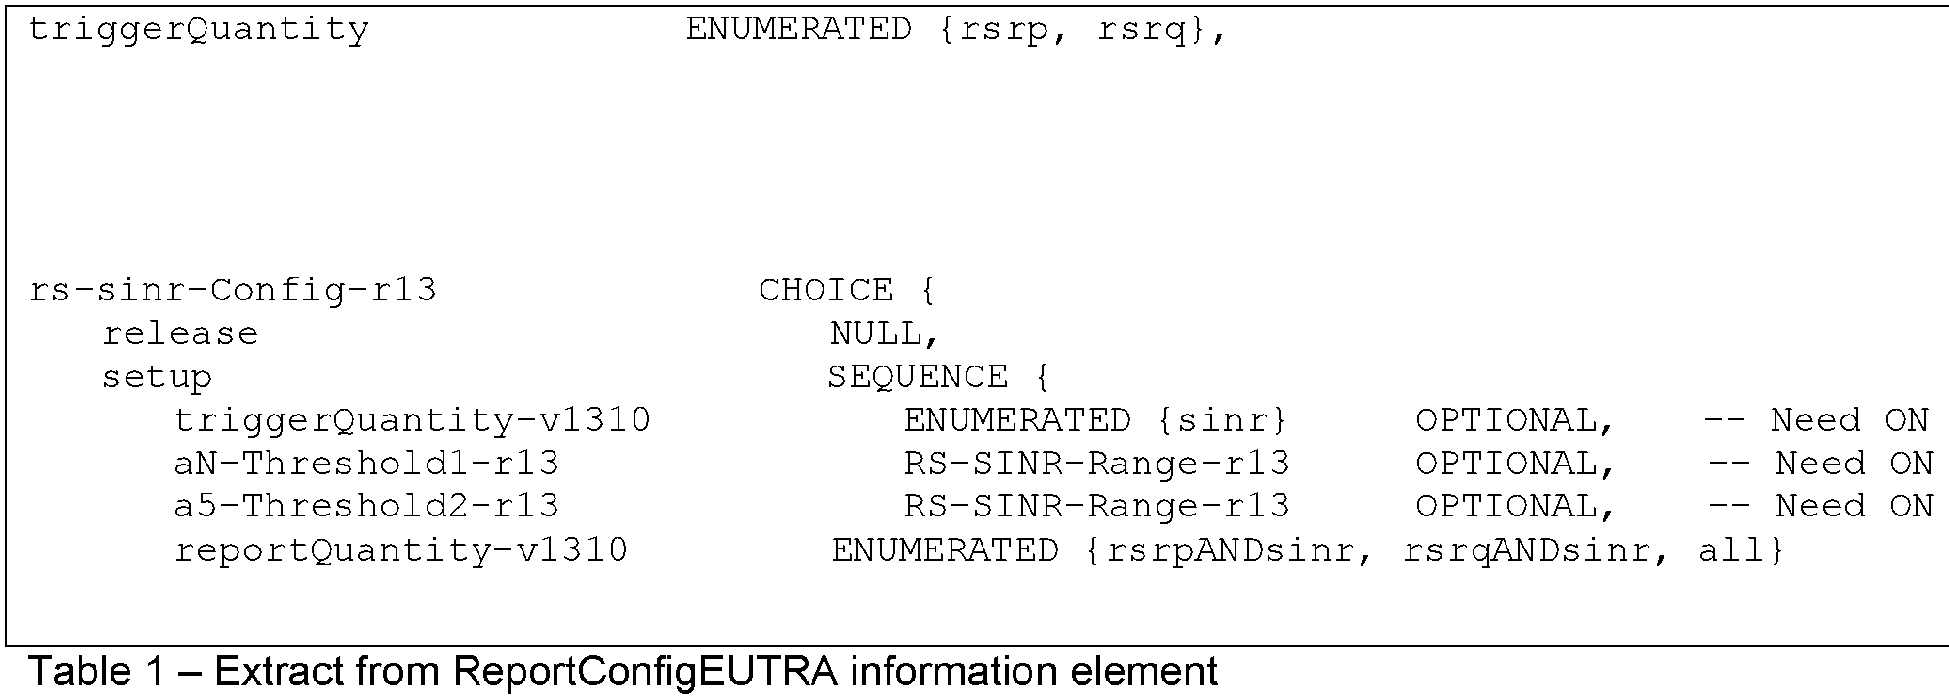 triggerQuantity ENUMERATED {rsrp, rsrq},
rs-sinr-Config-r13 CHOICE {
release NULL,
setup SEQUENCE {
triggerQuantity-v1310 ENUMERATED {sinr} OPTIONAL, -- Need ON
aN-Threshold1-r13 RS-SINR-Range-r13 OPTIONAL, -- Need ON
a5-Threshold2-r13 RS-SINR-Range-r13 OPTIONAL, -- Need ON
reportQuantity-v1310 ENUMERATED {rsrpANDsinr, rsrqANDsinr, all}
Table 1 – Extract from ReportConfigEUTRA information element